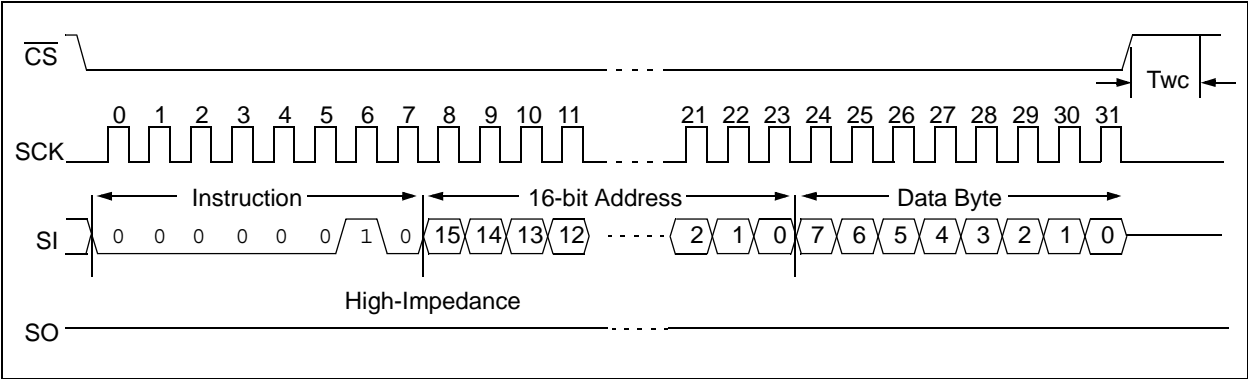 CS
Twc
0 1 2 3 4 5 6 7 8 9 10 11 21 22 23 24 25 26 27 28 29 30 31
SCK
Instruction 16-bit Address Data Byte
SI 0 0 0 0 0 0 1 0 15 14 13 12 2 1 0 7 6 5 4 3 2 1 0
High-Impedance
SO